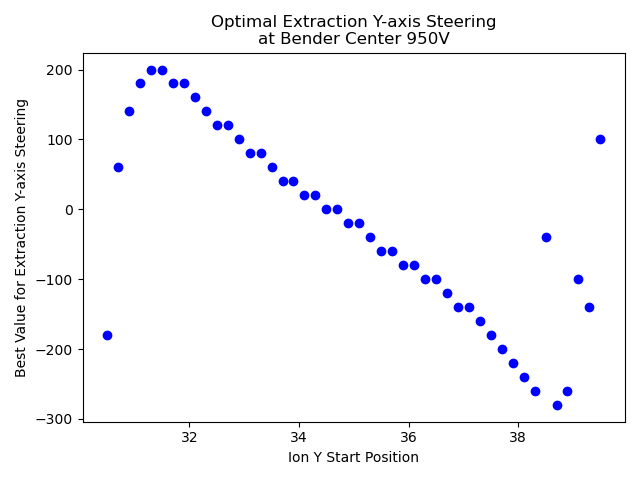 Optimal Extraction Y-axis Steering
at Bender Center 950V
Best Value for Extraction Y-axis Steering
200
100
0
−100
−200
−300
32
34
36
38
Ion Y Start Position